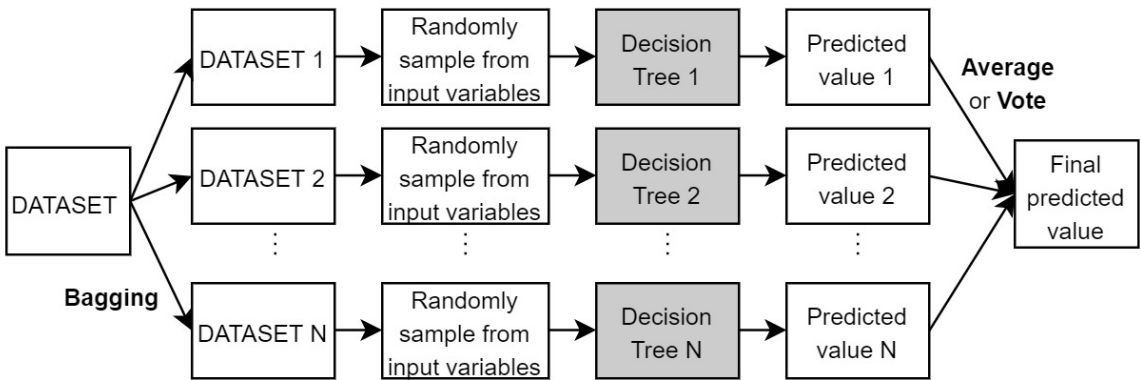 DATASET
Bagging
DATASET 1
Randomly
sample from
input variables
Decision
Tree 1
Predicted
value 1
DATASET 2
Randomly
sample from
input variables
Decision
Tree 2
Predicted
value 2
DATASET N
Randomly
sample from
input variables
Decision
Tree N
Predicted
value N
Average
or Vote
Final
predicted
value